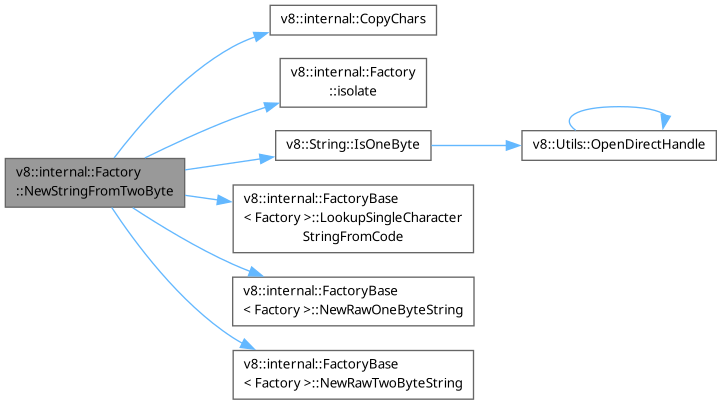 v8::internal::CopyChars
v8::internal::Factory
::isolate
v8::String::IsOneByte
v8::Utils::OpenDirectHandle
v8::internal::Factory
::NewStringFromTwoByte
v8::internal::FactoryBase
< Factory >::LookupSingleCharacter
StringFromCode
v8::internal::FactoryBase
< Factory >::NewRawOneByteString
v8::internal::FactoryBase
< Factory >::NewRawTwoByteString